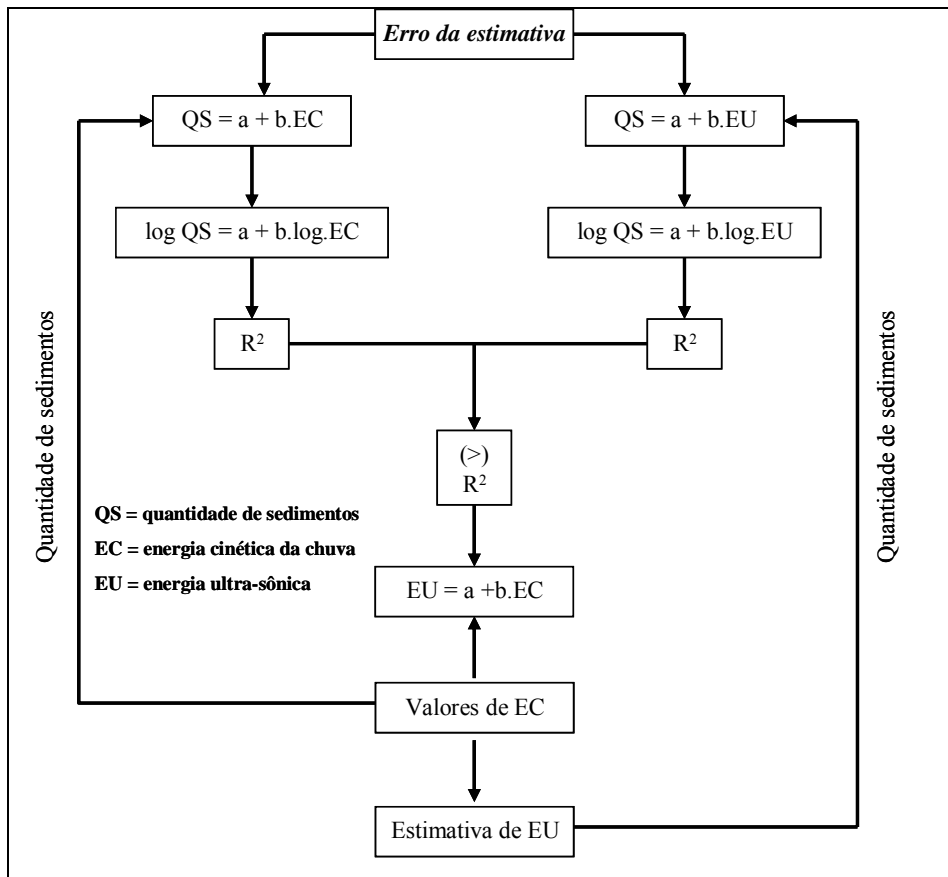 Erro da estimativa
QS = a + b.EC
QS = a + b.EU
log QS = a + b.log.EC
log QS = a + b.log.EU
R²
R²
Quantidade de sedimentos
Quantidade de sedimentos
(>)
R²
QS = quantidade de sedimentos
EC = energia cinética da chuva
EU = energia ultra-sônica
EU = a +b.EC
Valores de EC
Estimativa de EU